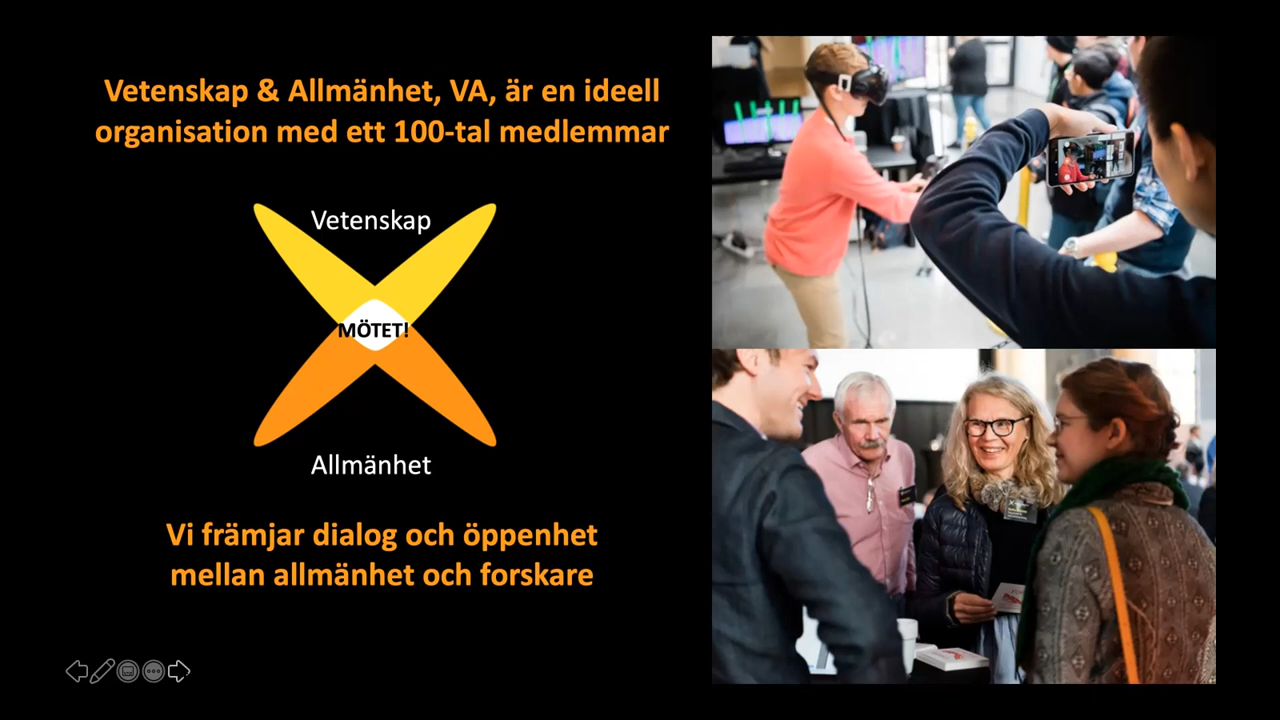 Vetenskap & Allmänhet, VA, är en ideell
organisation med ett 100-tal medlemmar
Vetenskap
MÖTET!
Allmänhet
Vi främjar dialog och öppenhet
mellan allmänhet och forskare